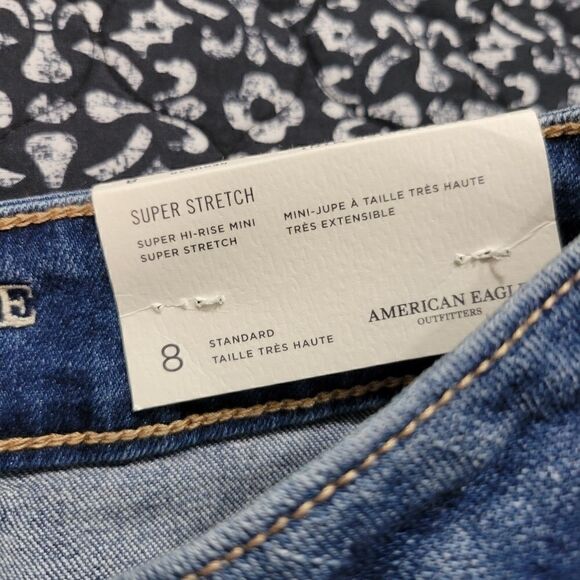 SUPER STRETCH
SUPER HI-RISE MINI
SUPER STRETCH
MINI-JUPE À TAILLE TRÈS HAUTE
TRÈS EXTENSIBLE
8
STANDARD
TAILLE TRÈS HAUTE
AMERICAN EAGLE
OUTFITTERS
E